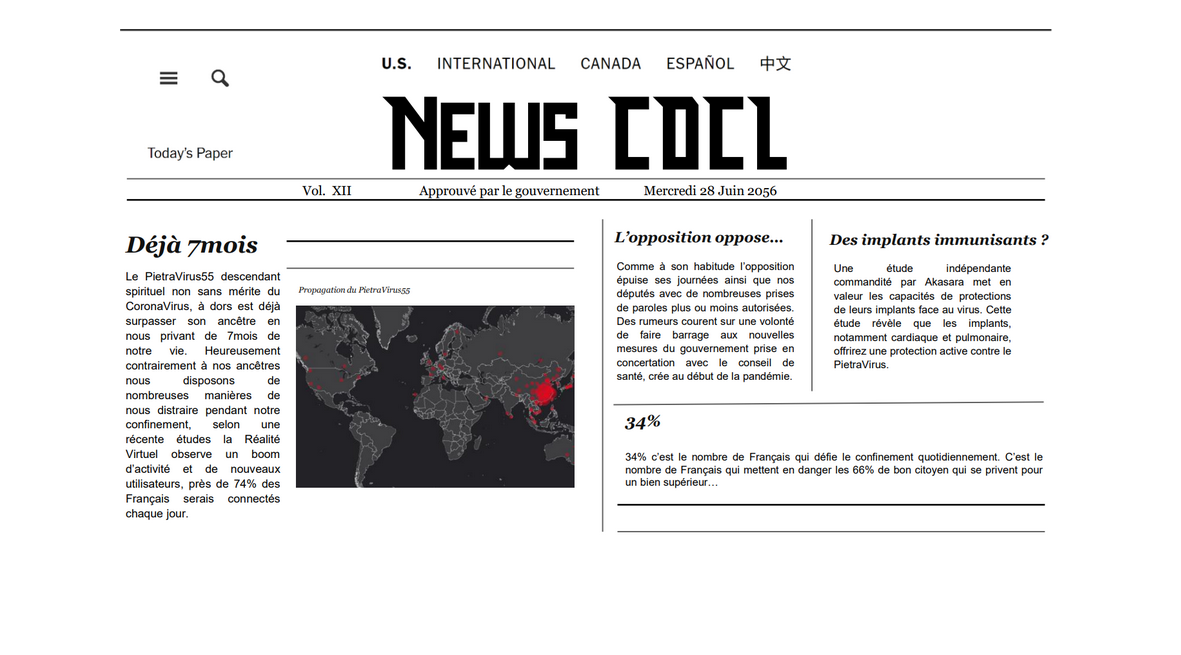 U.S. INTERNATIONAL CANADA ESPAÑOL 中文
NEWS CDCL
Today's Paper
Vol. XII Approuvé par le gouvernement Mercredi 28 Juin 2056
Déjà 7mois
Le PietraVirus55 descendant
spirituel non sans mérite du
CoronaVirus, à dors est déjà
surpasser son ancêtre en
nous privant de 7mois de
notre vie. Heureusement
contrairement à nos ancêtres
nous disposons de
nombreuses manières de
nous distraire pendant notre
confinement, selon une
récente études la Réalité
Virtuel observe un boom
d'activité et de nouveaux
utilisateurs, près de 74% des
Français serais connectés
chaque jour.
Propagation du PietraVirus55
L'opposition oppose...
Comme à son habitude l'opposition
épuise ses journées ainsi que nos
députés avec de nombreuses prises
de paroles plus ou moins autorisées.
Des rumeurs courent sur une volonté
de faire barrage aux nouvelles
mesures du gouvernement prise en
concertation avec le conseil de
santé, crée au début de la pandémie.
Des implants immunisants ?
Une étude indépendante
commandité par Akasara met en
valeur les capacités de protections
de leurs implants face au virus. Cette
étude révèle que les implants,
notamment cardiaque et pulmonaire,
offrirez une protection active contre le
PietraVirus.
34%
34% c'est le nombre de Français qui défie le confinement quotidiennement. C'est le
nombre de Français qui mettent en danger les 66% de bon citoyen qui se privent pour
un bien supérieur…